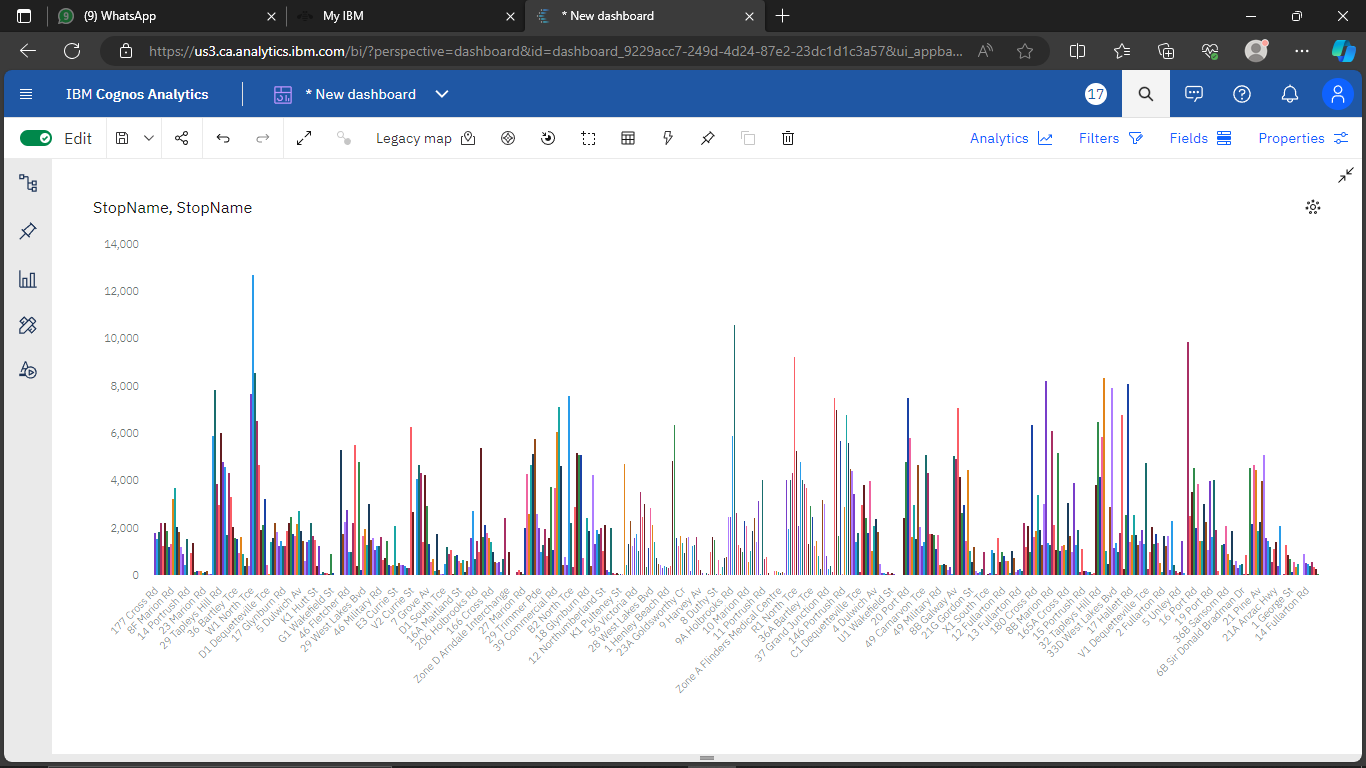 (9) WhatsApp
My IBM
* New dashboard
https://us3.ca.analytics.ibm.com/bi/?perspective=dashboard&id=dashboard_9229acc7-249d-4d24-87e2-23dc1d1c3a57&ui_appba...
IBM Cognos Analytics
* New dashboard
17
Edit
Legacy map
Analytics
Filters
Fields
Properties
StopName, StopName
14,000
12,000
10,000
8,000
6,000
4,000
2,000
0
177 Cross Rd
8F Marion Rd
14 Portrush Rd
23 Marion Rd
29 Tapleys Hill Rd
36 Bartley Tce
W1 North Tce
D1 Dequetteville Tce
17 Glynburn Rd
5 Dulwich Av
K1 Hutt St
G1 Wakefield St
46 Fletcher Rd
29 West Lakes Blvd
46 Military Rd
E3 Currie St
V2 Currie St
7 Grove Av
D1 South Tce
16A Maitland St
20G Holbrooks Rd
166 Cross Rd
Zone D Arndale Interchange
27 Marion Rd
29 Trimmer Pde
39 Commercial Rd
B2 North Tce
18 Glynburn Rd
12 Northumberland St
K1 Pulteney St
56 Victoria Rd
28 West Lakes Blvd
1 Henley Beach Rd
23A Goldsworthy Cr
9 Harvey Av
8 Duthy St
9A Holbrooks Rd
10 Marion Rd
11 Portrush Rd
Zone A Flinders Medical Centre
R1 North Tce
36A Bartley Tce
37 Grand Junction Rd
146 Portrush Rd
C1 Dequetteville Tce
4 Dulwich Av
U1 Wakefield St
20 Port Rd
49 Carnarvon Tce
49 Military Rd
8B Galway Av
21G Gordon St
X1 South Tce
12 Fullarton Rd
13 Fullarton Rd
180 Cross Rd
8B Marion Rd
165A Cross Rd
15 Portrush Rd
32 Tapleys Hill Rd
33D West Lakes Blvd
17 Hallett Rd
V1 Dequetteville Tce
2 Fullarton Rd
5 Unley Rd
16 Port Rd
19 Port Rd
36B Sansom Rd
6B Sir Donald Bradman Dr
21 Pine Av
21A Anzac Hwy
1 George St
14 Fullarton Rd